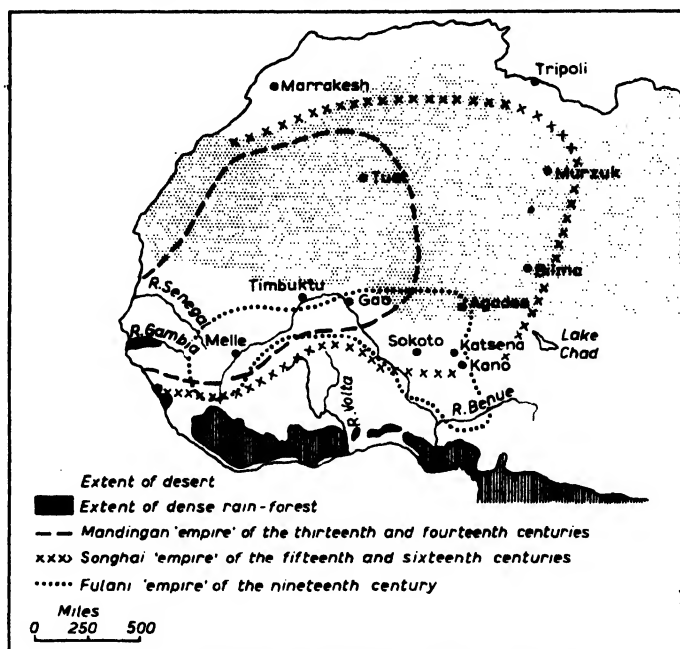 Marrakesh
Tripoli
Tuat
Murzuk
Bilma
Timbuktu
Gao
Agades
R. Senegal
R. Gambia
Melle
Sokoto
Katsena
Kano
Lake
Chad
R. Volta
R. Benue
Extent of desert
Extent of dense rain-forest
Mandingan 'empire' of the thirteenth and fourteenth centuries
Songhai 'empire' of the fifteenth and sixteenth centuries
Fulani 'empire' of the nineteenth century
Miles
0 250 500